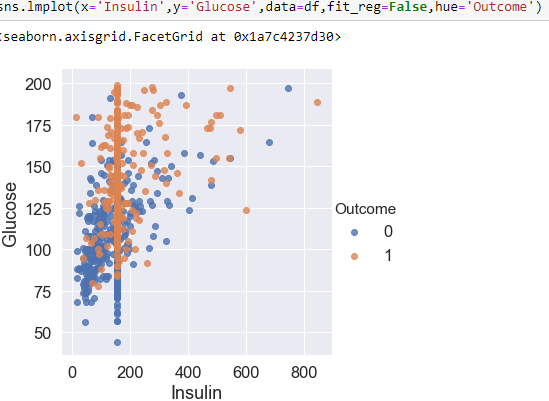 sns.lmplot(x='Insulin',y='Glucose',data=df,fit_reg=False,hue='Outcome')
<seaborn.axisgrid.FacetGrid at 0x1a7c4237d30>
200
175
150
125
100
75
50
Glucose
0 200 400 600 800
Insulin
Outcome
0
1